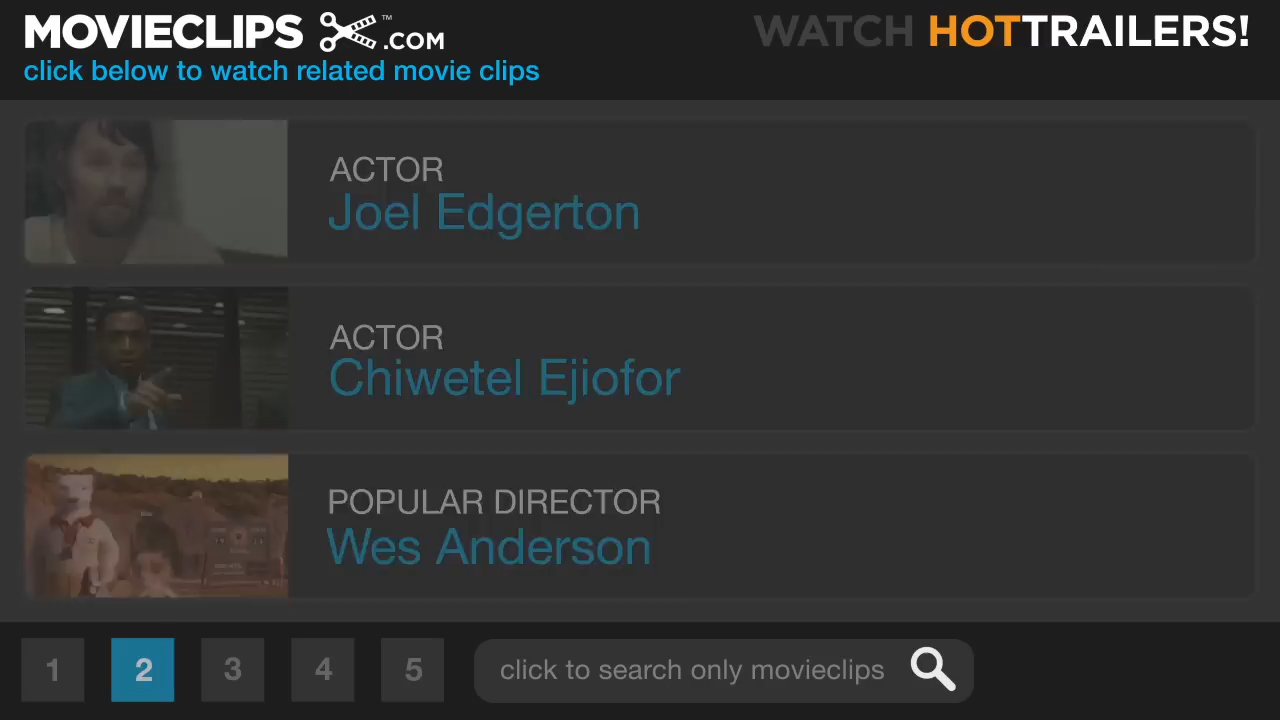 MOVIECLIPS ™ .COM
WATCH HOTTRAILERS!
click below to watch related movie clips
ACTOR
Joel Edgerton
ACTOR
Chiwetel Ejiofor
POPULAR DIRECTOR
Wes Anderson
1 2 3 4 5 click to search only movieclips